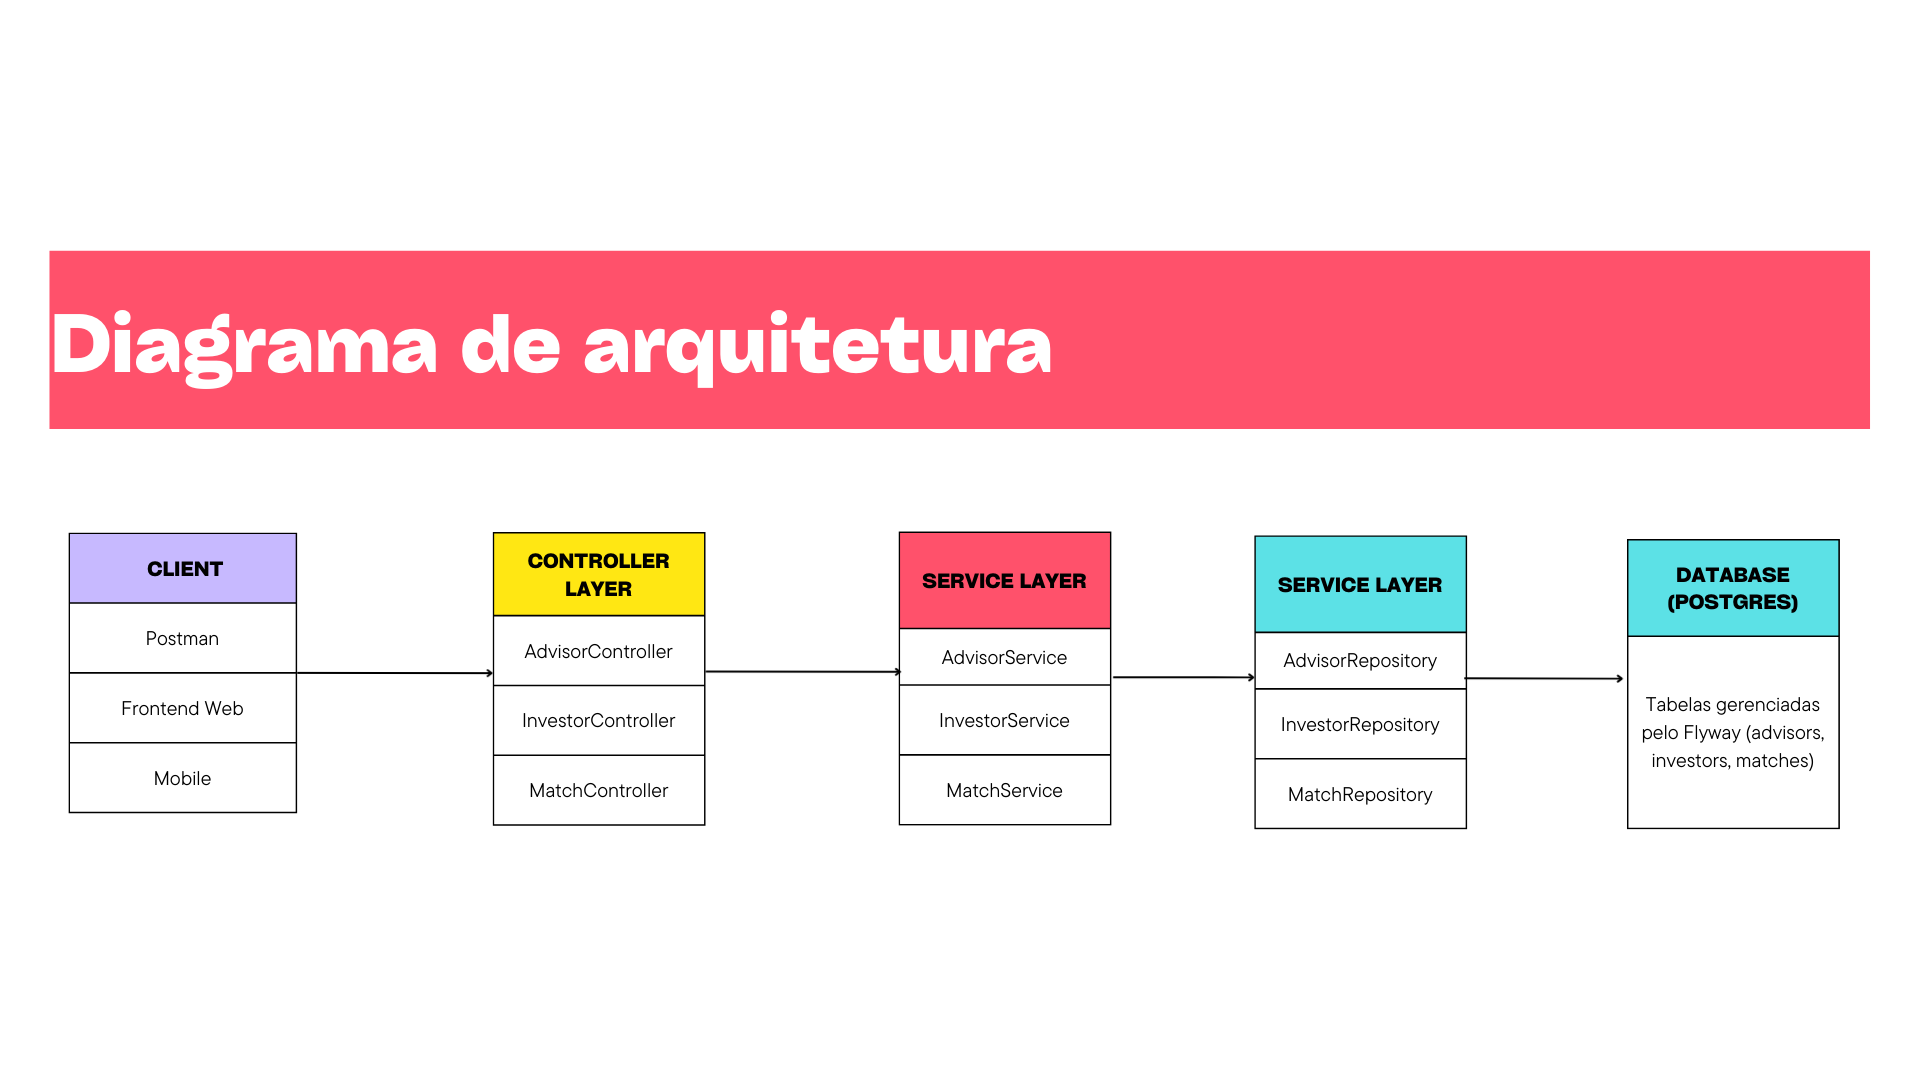 Diagrama de arquitetura
CLIENT
Postman
Frontend Web
Mobile
CONTROLLER
LAYER
AdvisorController
InvestorController
MatchController
SERVICE LAYER
AdvisorService
InvestorService
MatchService
SERVICE LAYER
AdvisorRepository
InvestorRepository
MatchRepository
DATABASE
(POSTGRES)
Tabelas gerenciadas
pelo Flyway (advisors,
investors, matches)